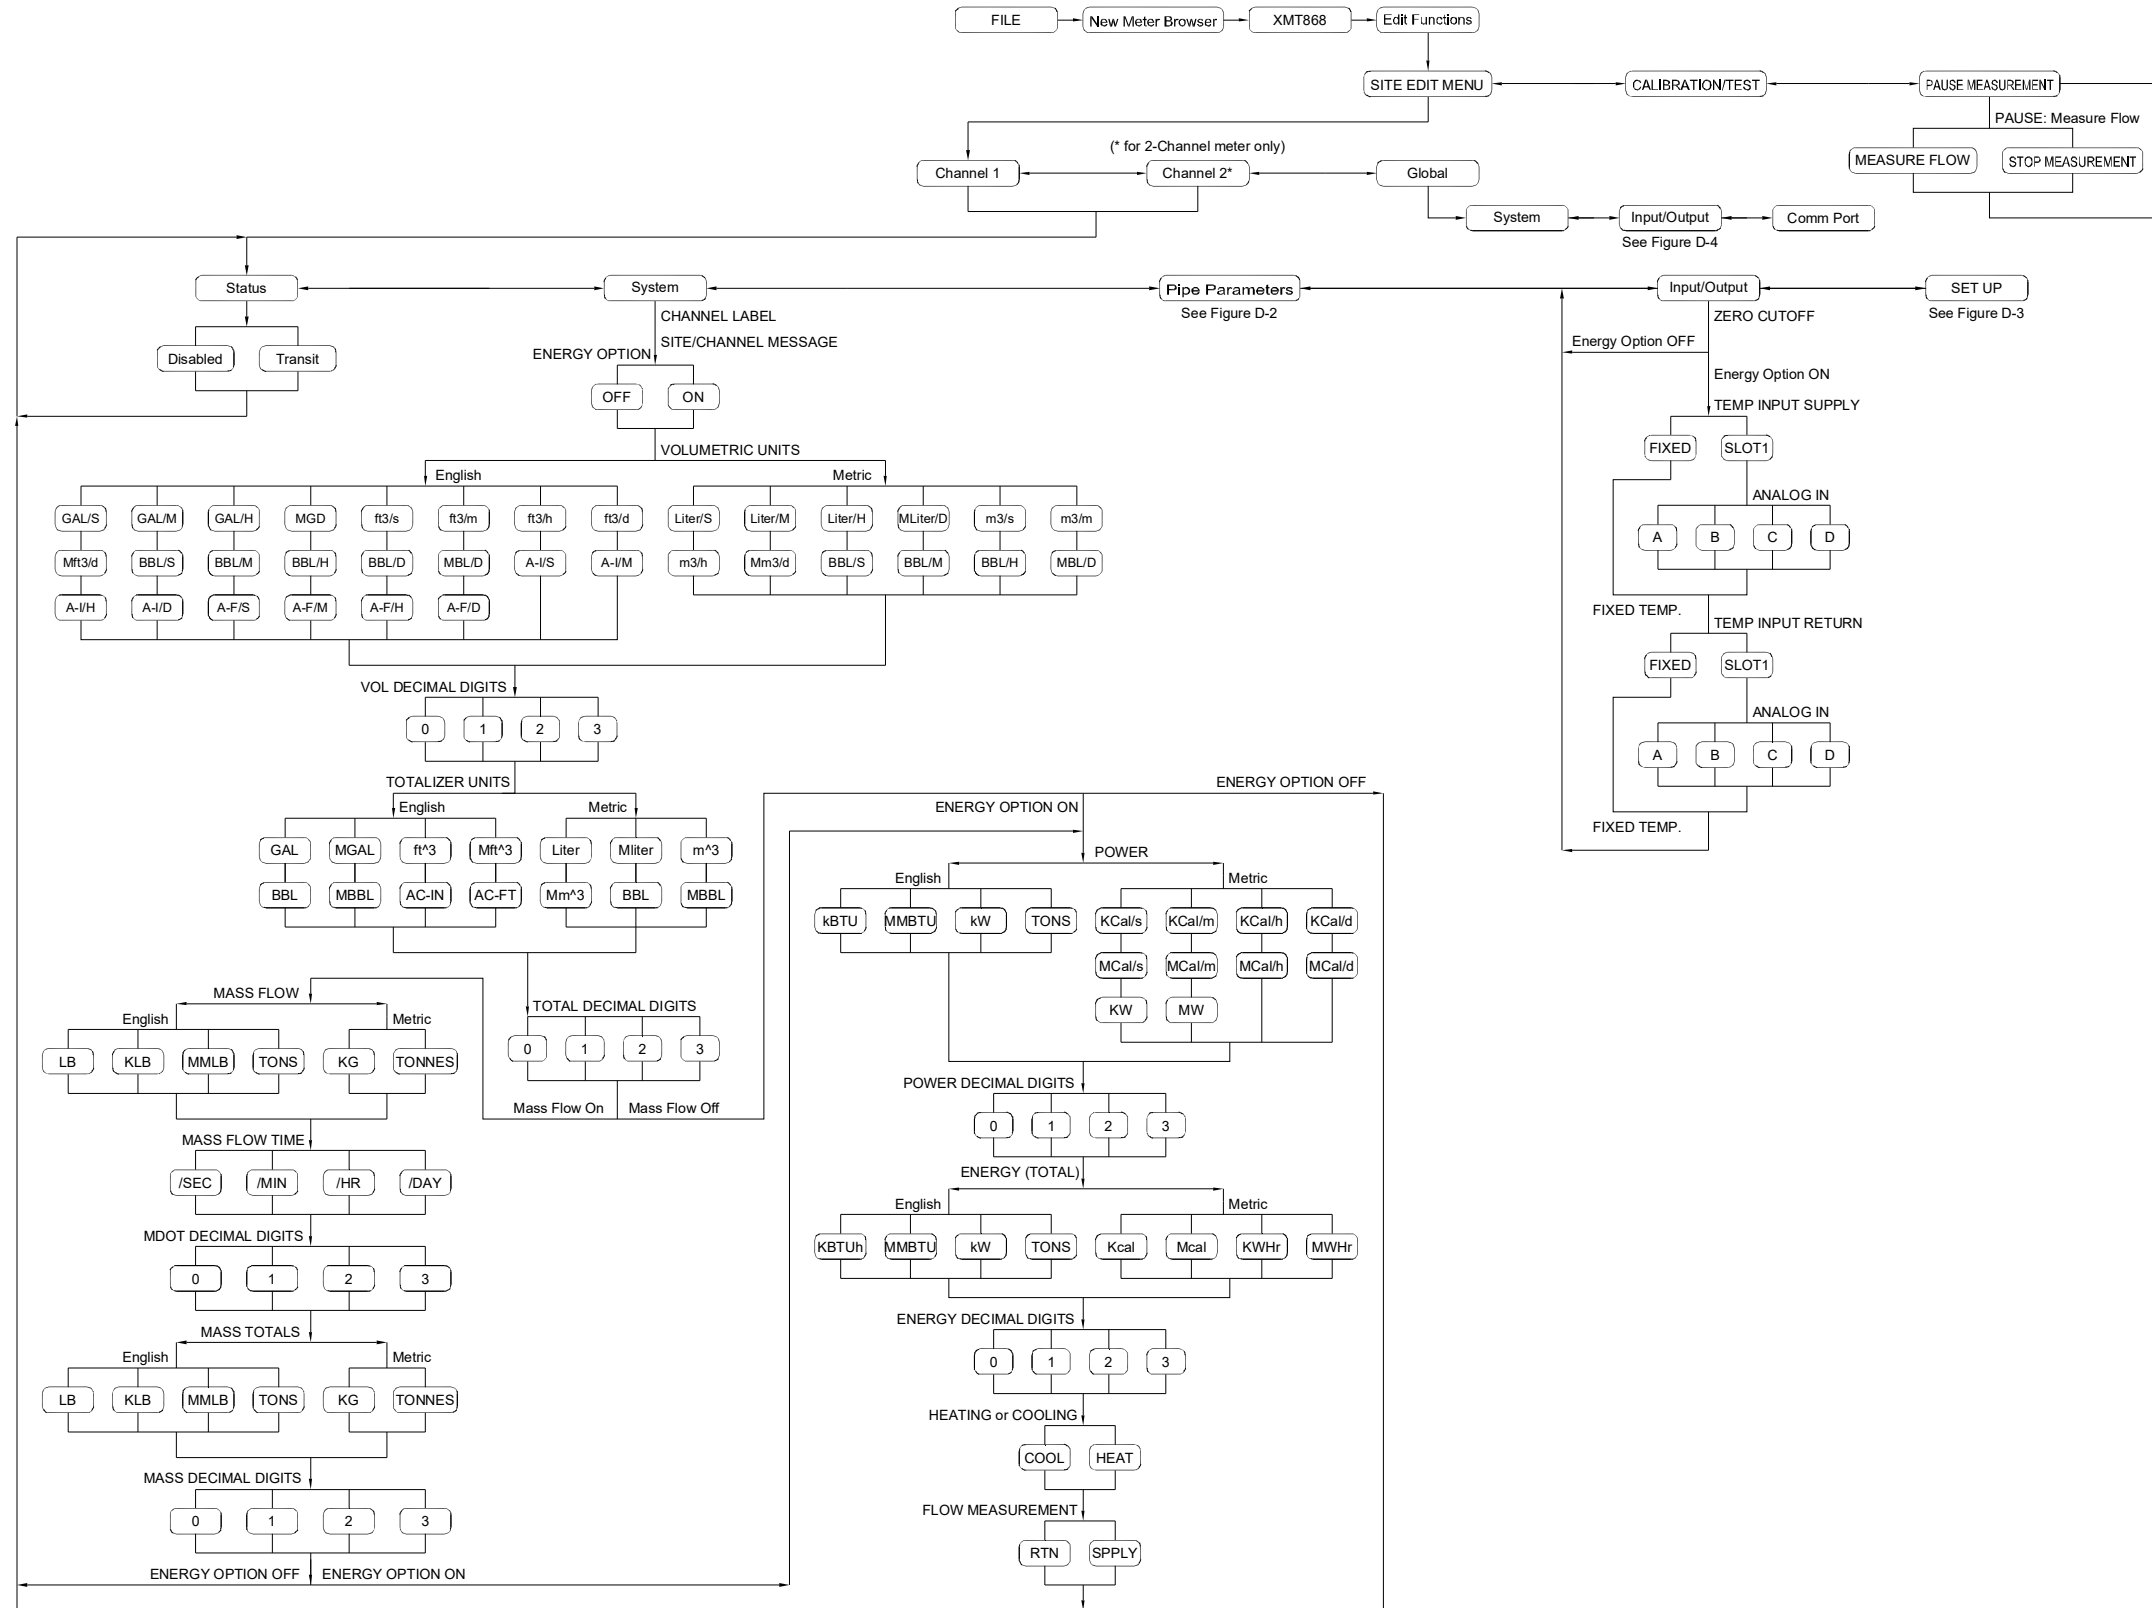 FILE
New Meter Browser
XMT868
Edit Functions
SITE EDIT MENU
CALIBRATION/TEST
PAUSE MEASUREMENT
PAUSE: Measure Flow
MEASURE FLOW
STOP MEASUREMENT
(* for 2-Channel meter only)
Channel 1
Channel 2*
Global
System
Input/Output
Comm Port
See Figure D-4
Status
System
Pipe Parameters
Input/Output
SET UP
See Figure D-2
See Figure D-3
Disabled
Transit
CHANNEL LABEL
SITE/CHANNEL MESSAGE
ENERGY OPTION
OFF
ON
VOLUMETRIC UNITS
English
Metric
GAL/S
GAL/M
GAL/H
MGD
ft3/s
ft3/m
ft3/h
ft3/d
Liter/S
Liter/M
Liter/H
MLiter/D
m3/s
m3/m
Mft3/d
BBL/S
BBL/M
BBL/H
BBL/D
MBL/D
A-I/S
A-I/M
m3/h
Mm3/d
BBL/S
BBL/M
BBL/H
MBL/D
A-I/H
A-I/D
A-F/S
A-F/M
A-F/H
A-F/D
VOL DECIMAL DIGITS
0
1
2
3
TOTALIZER UNITS
English
Metric
GAL
MGAL
ft^3
Mft^3
Liter
Mliter
m^3
BBL
MBBL
AC-IN
AC-FT
Mm^3
BBL
MBBL
TOTAL DECIMAL DIGITS
0
1
2
3
Mass Flow On
Mass Flow Off
MASS FLOW
English
Metric
LB
KLB
MMLB
TONS
KG
TONNES
MASS FLOW TIME
/SEC
/MIN
/HR
/DAY
MDOT DECIMAL DIGITS
0
1
2
3
MASS TOTALS
English
Metric
LB
KLB
MMLB
TONS
KG
TONNES
MASS DECIMAL DIGITS
0
1
2
3
ENERGY OPTION OFF
ENERGY OPTION ON
ENERGY OPTION OFF
ENERGY OPTION ON
POWER
English
Metric
kBTU
MMBTU
kW
TONS
KCal/s
KCal/m
KCal/h
KCal/d
MCal/s
MCal/m
MCal/h
MCal/d
KW
MW
POWER DECIMAL DIGITS
0
1
2
3
ENERGY (TOTAL)
English
Metric
KBTUh
MMBTU
kW
TONS
Kcal
Mcal
KWHr
MWHr
ENERGY DECIMAL DIGITS
0
1
2
3
HEATING or COOLING
COOL
HEAT
FLOW MEASUREMENT
RTN
SPPLY
ZERO CUTOFF
Energy Option OFF
Energy Option ON
TEMP INPUT SUPPLY
FIXED
SLOT1
ANALOG IN
A
B
C
D
FIXED TEMP.
TEMP INPUT RETURN
FIXED
SLOT1
ANALOG IN
A
B
C
D
FIXED TEMP.